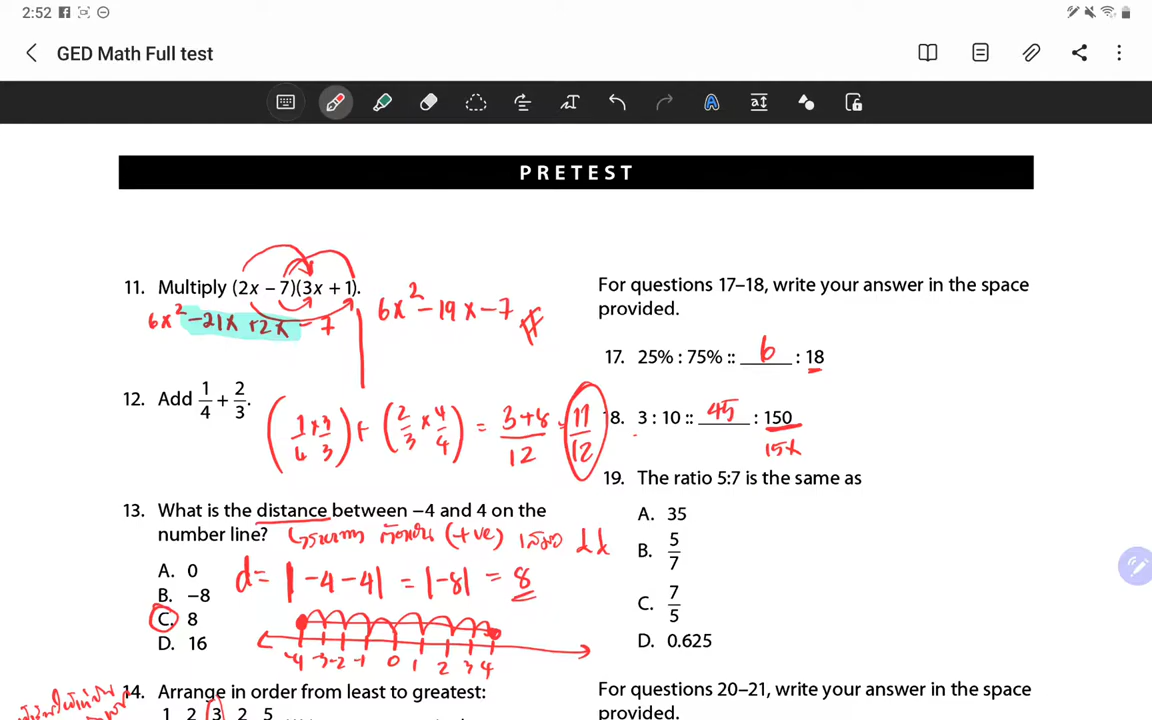 2:52
GED Math Full test
PRETEST
11. Multiply (2x – 7)(3x + 1).
6x² – 21x + 2x – 7
6x² – 19x – 7
12. Add 1/4 + 2/3.
(1/4 × 3/3) + (2/3 × 4/4) = 3+8/12 = 11/12
13. What is the distance between −4 and 4 on the
number line?
(+ve)
A. 0
B. −8
C. 8
D. 16
d = |-4-4| = |-8| = 8
-4 -3 -2 -1 0 1 2 3 4
14. Arrange in order from least to greatest:
1 2 3 2 5
For questions 17–18, write your answer in the space
provided.
17. 25% : 75% :: 6 : 18
18. 3 : 10 :: 45 : 150
15x
19. The ratio 5:7 is the same as
A. 35
B. 5/7
C. 7/5
D. 0.625
For questions 20–21, write your answer in the space
provided.